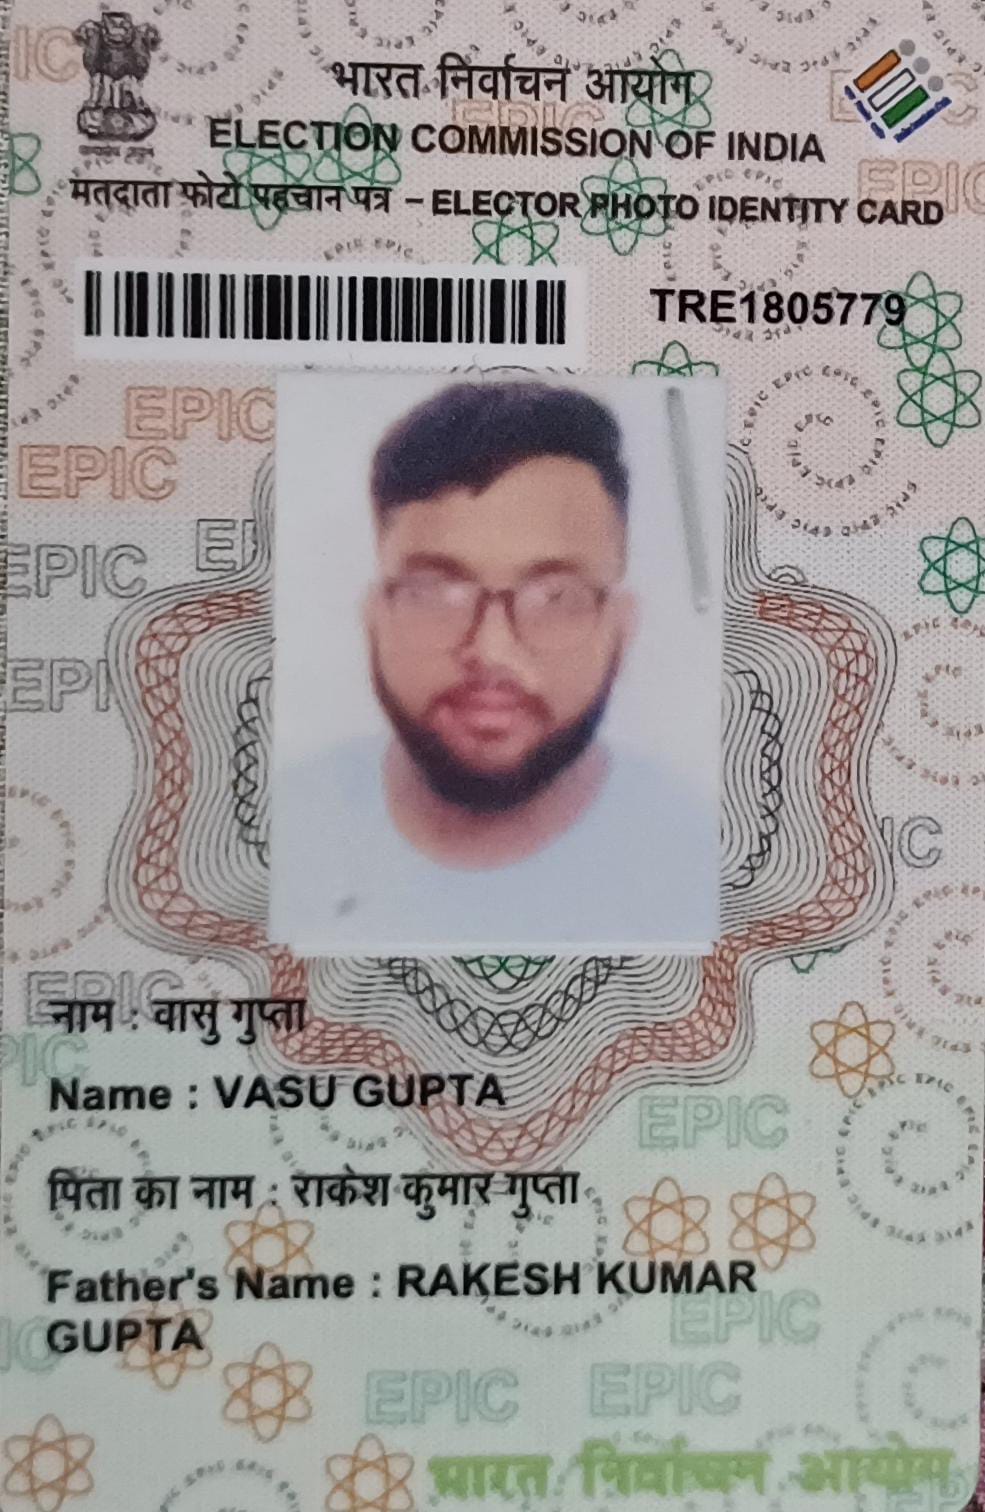 भारत निर्वाचन आयोग
ELECTION COMMISSION OF INDIA
मतदाता फोटो पहचान पत्र – ELECTOR PHOTO IDENTITY CARD
TRE1805779
नाम : वासु गुप्ता
Name : VASU GUPTA
पिता का नाम : राकेश कुमार गुप्ता
Father's Name : RAKESH KUMAR
GUPTA
भारत निर्वाचन आयोग